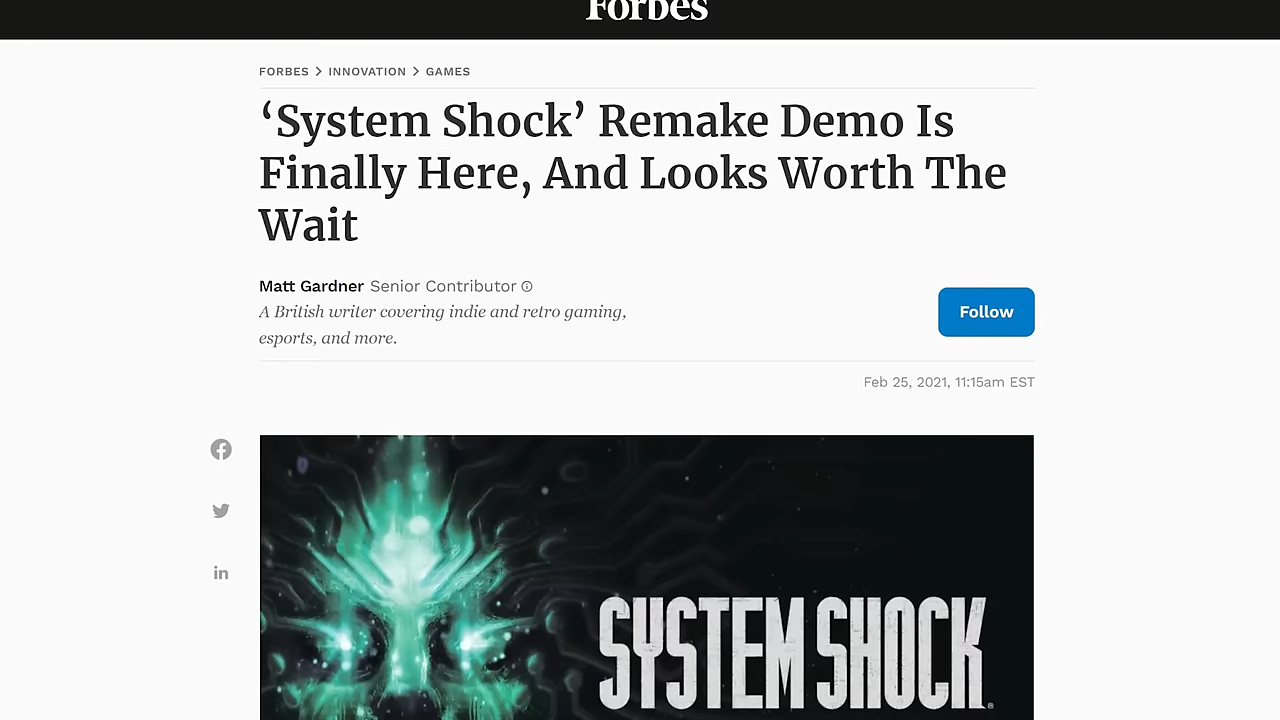 Forbes
FORBES > INNOVATION > GAMES
‘System Shock’ Remake Demo Is
Finally Here, And Looks Worth The
Wait
Matt Gardner Senior Contributor
A British writer covering indie and retro gaming,
esports, and more.
Follow
Feb 25, 2021, 11:15am EST
in
SYSTEM SHOCK®